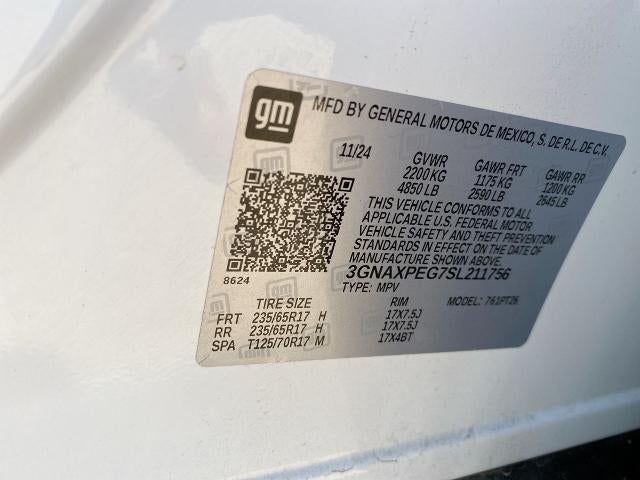 gm
MFD BY GENERAL MOTORS DE MEXICO, S. DE R.L. DE C.V.
11/24 GVWR GAWR FRT GAWR RR
2200 KG 1175 KG 1200 KG
4850 LB 2590 LB 2645 LB
THIS VEHICLE CONFORMS TO ALL
APPLICABLE U.S. FEDERAL MOTOR
VEHICLE SAFETY AND THEFT PREVENTION
STANDARDS IN EFFECT ON THE DATE OF
MANUFACTURE SHOWN ABOVE.
3GNAXPEG7SL211756
8624
TYPE: MPV MODEL: 761PT26
TIRE SIZE RIM
FRT 235/65R17 H 17X7.5J
RR 235/65R17 H 17X7.5J
SPA T125/70R17 M 17X4BT